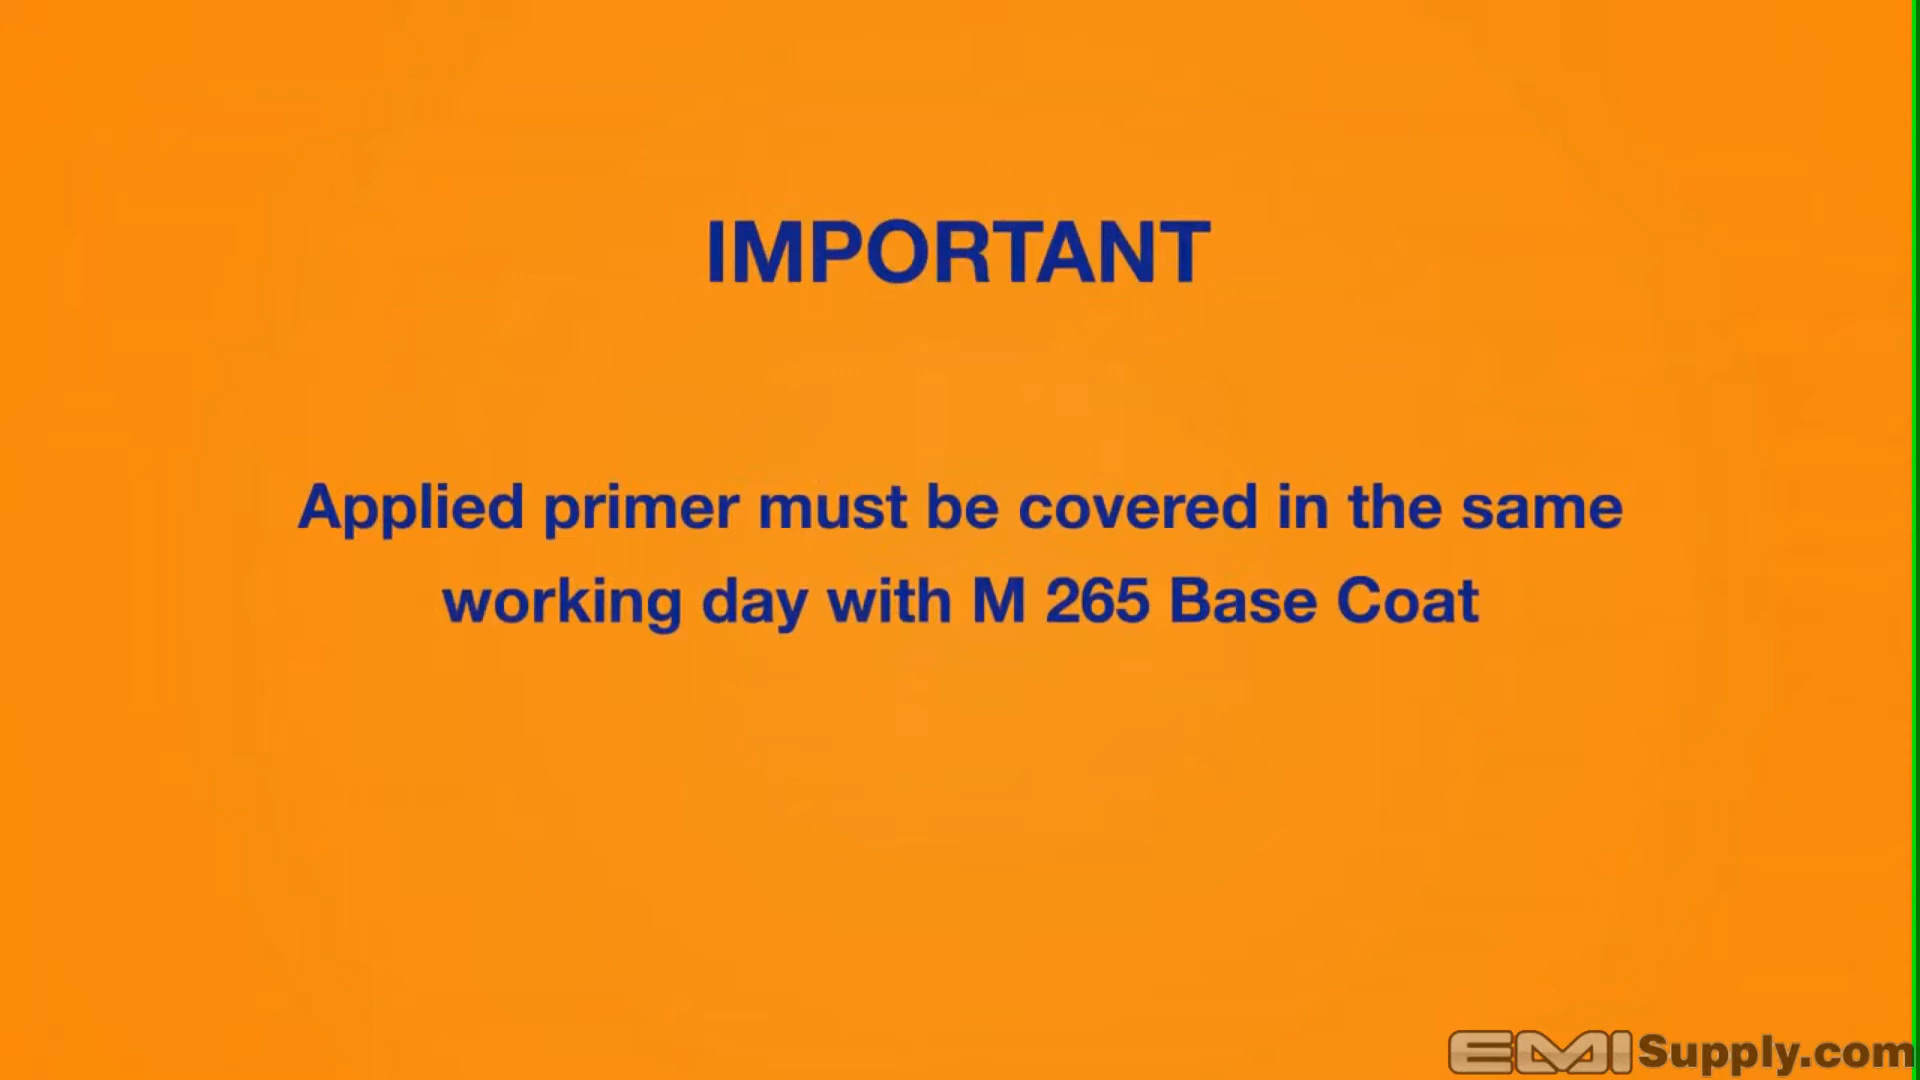 IMPORTANT
Applied primer must be covered in the same
working day with M 265 Base Coat
EMISupply.com